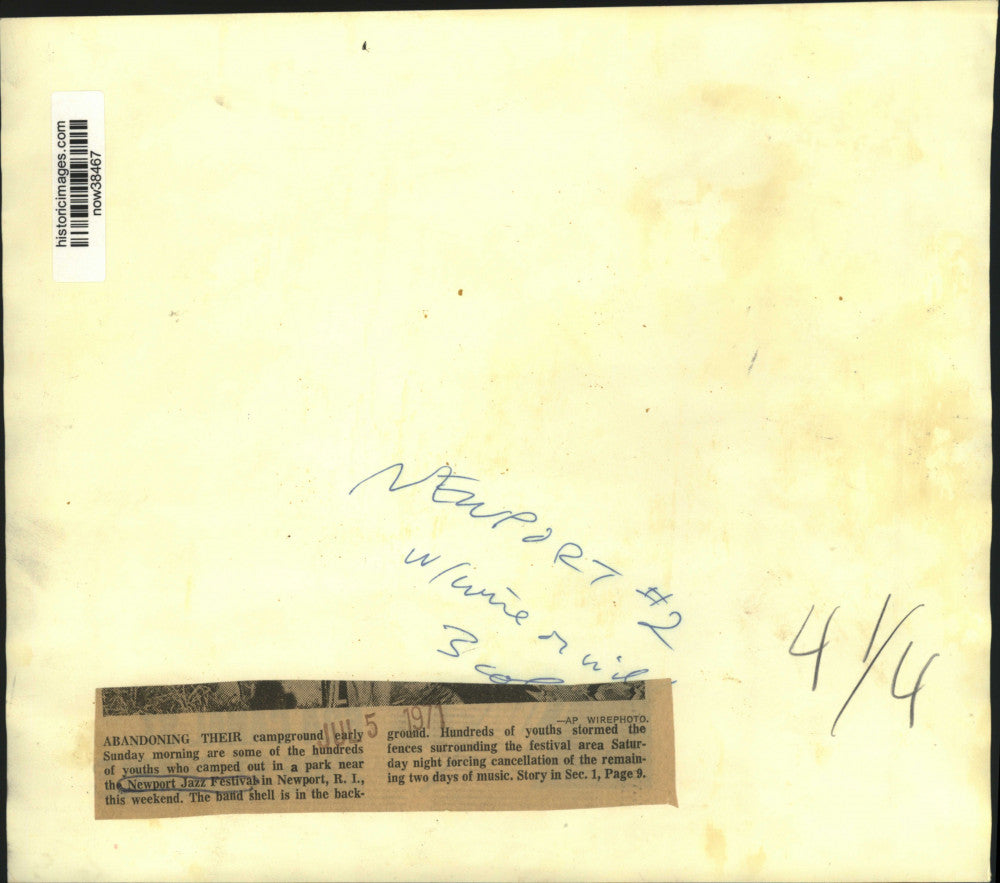 historicimages.com
now38467
NEWPORT #2
w/wire
3 col
4 1/4
JUL 5 1971
—AP WIREPHOTO.
ABANDONING THEIR campground early
Sunday morning are some of the hundreds
of youths who camped out in a park near
the Newport Jazz Festival in Newport, R. I.,
this weekend. The band shell is in the back-
ground. Hundreds of youths stormed the
fences surrounding the festival area Satur-
day night forcing cancellation of the remain-
ing two days of music. Story in Sec. 1, Page 9.